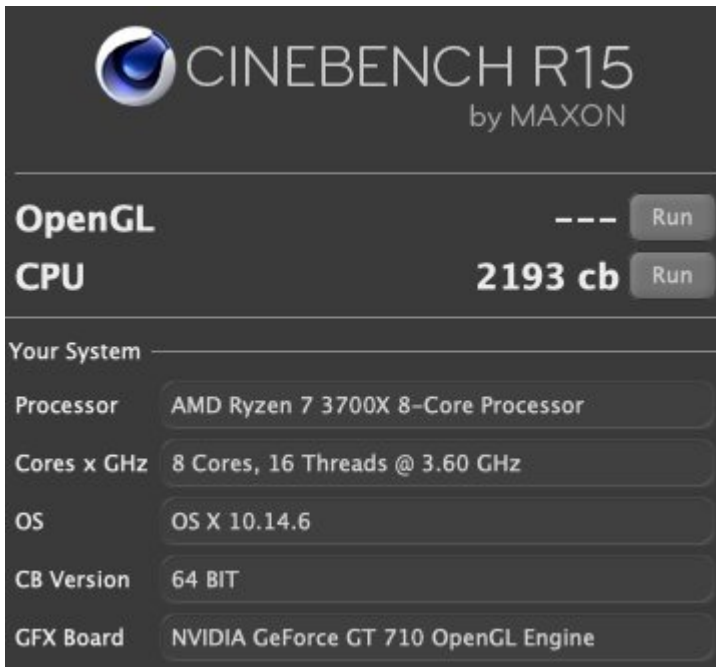 CINEBENCH R15
by MAXON
OpenGL --- Run
CPU 2193 cb Run
Your System
Processor AMD Ryzen 7 3700X 8-Core Processor
Cores x GHz 8 Cores, 16 Threads @ 3.60 GHz
OS OS X 10.14.6
CB Version 64 BIT
GFX Board NVIDIA GeForce GT 710 OpenGL Engine